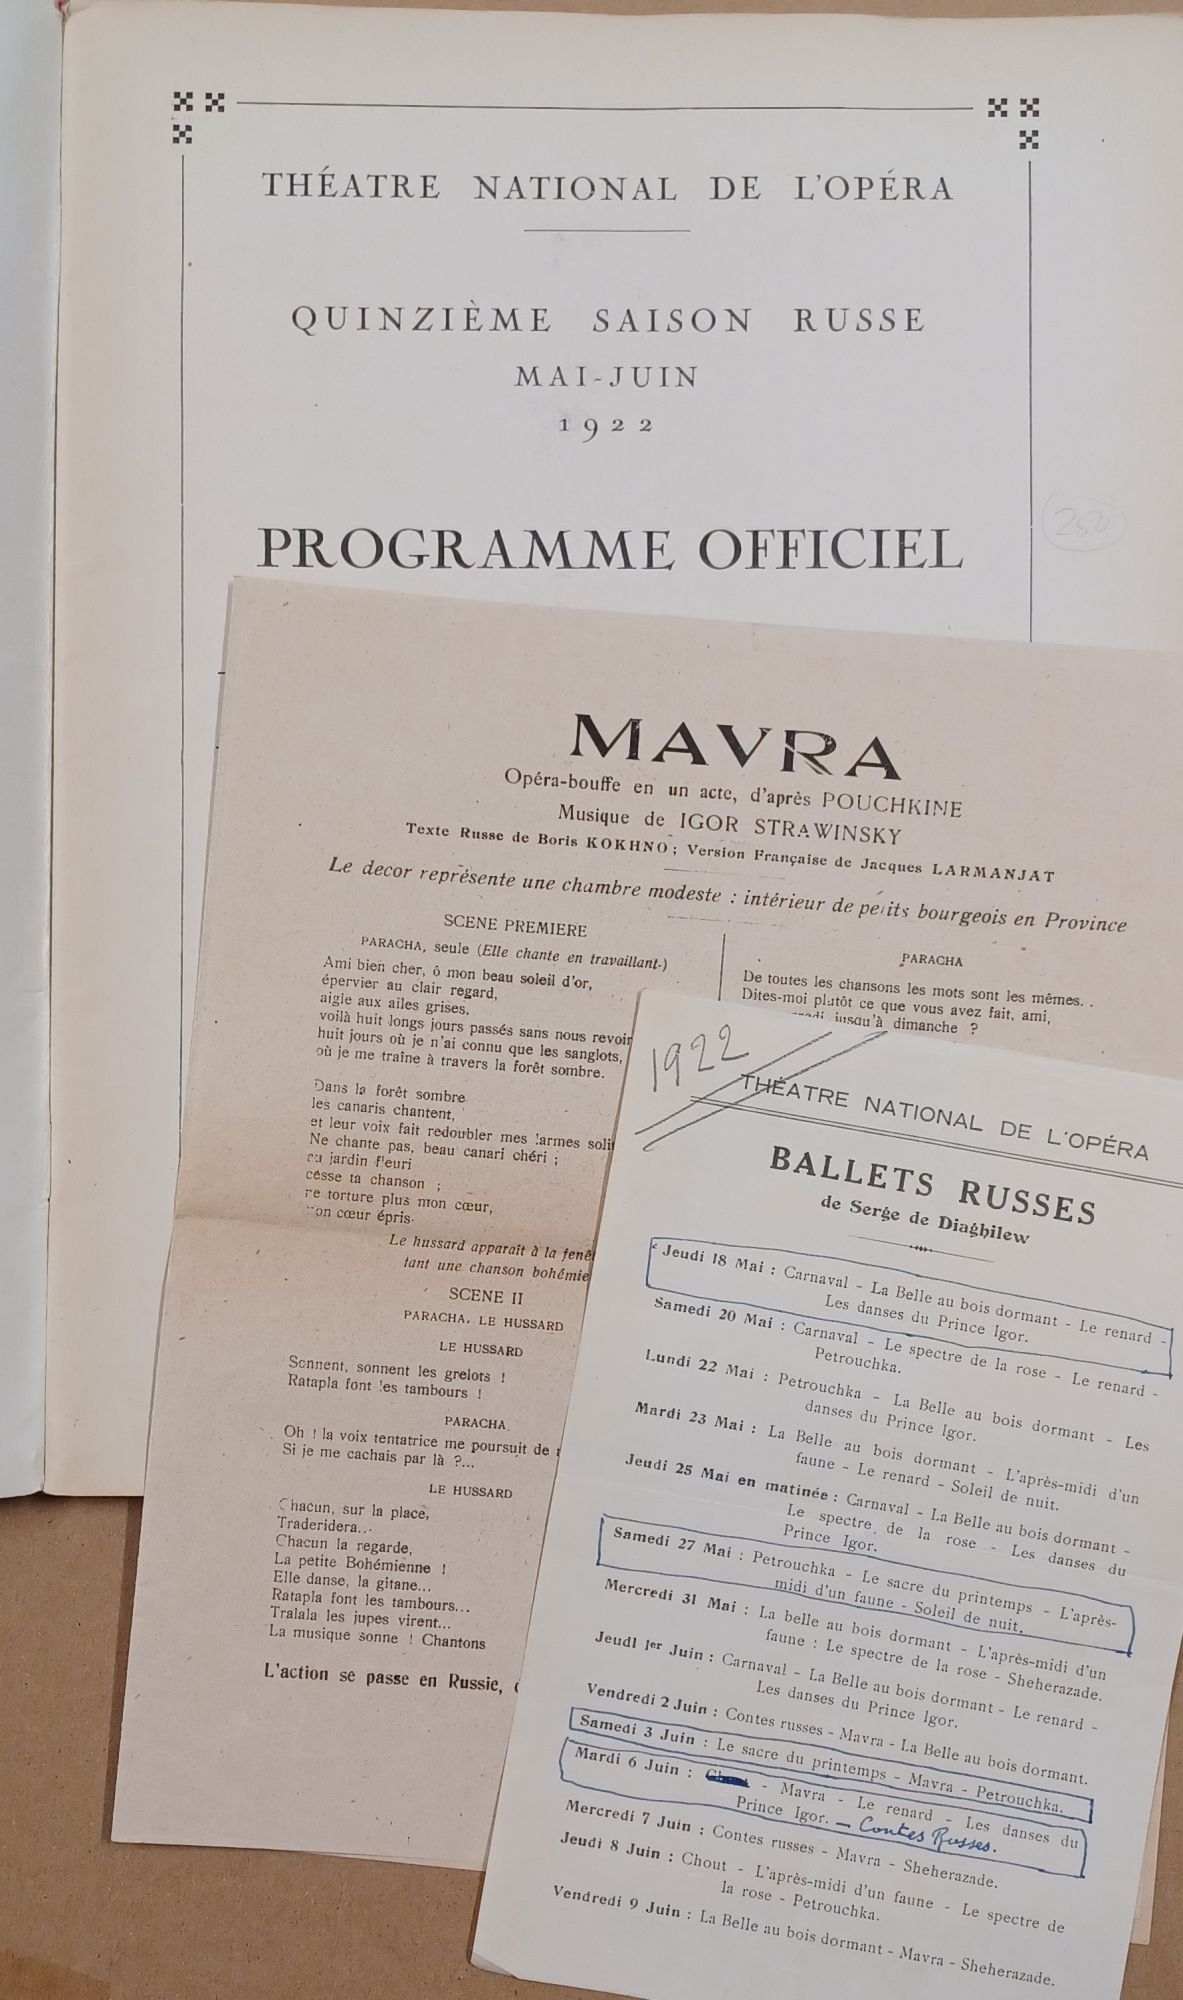 THÉATRE NATIONAL DE L'OPÉRA
QUINZIÈME SAISON RUSSE
MAI-JUIN
1922
PROGRAMME OFFICIEL
250
MAVRA
Opéra-bouffe en un acte, d'après POUCHKINE
Musique de IGOR STRAWINSKY
Texte Russe de Boris KOKHNO; Version Française de Jacques LARMANJAT
Le decor représente une chambre modeste : intérieur de petits bourgeois en Province
SCENE PREMIERE
PARACHA, seule (Elle chante en travaillant.)
Ami bien cher, ô mon beau soleil d'or,
épervier au clair regard,
aigle aux ailes grises,
voilà huit longs jours passés sans nous revoir
huit jours où je n'ai connu que les sanglots,
où je me traîne à travers la forêt sombre.
Dans la forêt sombre
les canaris chantent,
et leur voix fait redoubler mes larmes soli
Ne chante pas, beau canari chéri ;
au jardin fleuri
cesse ta chanson ;
ne torture plus mon cœur,
mon cœur épris.
Le hussard apparaît à la fenê
tant une chanson bohémie
SCENE II
PARACHA, LE HUSSARD
LE HUSSARD
Sonnent, sonnent les grelots !
Ratapla font les tambours !
PARACHA
Oh ! la voix tentatrice me poursuit de
Si je me cachais par là ?...
LE HUSSARD
Chacun, sur la place,
Traderidera...
Chacun la regarde,
La petite Bohémienne !
Elle danse, la gitane...
Ratapla font les tambours...
Tralala les jupes virent...
La musique sonne ! Chantons
L'action se passe en Russie,
PARACHA
De toutes les chansons les mots sont les mêmes. .
Dites-moi plutôt ce que vous avez fait, ami,
jusqu'à dimanche ?
1922
THÉATRE NATIONAL DE L'OPÉRA
BALLETS RUSSES
de Serge de Diaghilew
Jeudi 18 Mai : Carnaval - La Belle au bois dormant - Le renard -
Les danses du Prince Igor.
Samedi 20 Mai : Carnaval - Le spectre de la rose - Le renard -
Petrouchka.
Lundi 22 Mai : Petrouchka - La Belle au bois dormant - Les
danses du Prince Igor.
Mardi 23 Mai : La Belle au bois dormant - L'après-midi d'un
faune - Le renard - Soleil de nuit.
Jeudi 25 Mai en matinée : Carnaval - La Belle au bois dormant -
Le spectre de la rose - Les danses du
Prince Igor.
Samedi 27 Mai : Petrouchka - Le sacre du printemps - L'après-
midi d'un faune - Soleil de nuit.
Mercredi 31 Mai : La belle au bois dormant - L'après-midi d'un
faune : Le spectre de la rose - Sheherazade.
Jeudi 1er Juin : Carnaval - La Belle au bois dormant - Le renard -
Les danses du Prince Igor.
Vendredi 2 Juin : Contes russes - Mavra - La Belle au bois dormant.
Samedi 3 Juin : Le sacre du printemps - Mavra - Petrouchka.
Mardi 6 Juin : - Mavra - Le renard - Les danses du
Prince Igor. - Contes Russes.
Mercredi 7 Juin : Contes russes - Mavra - Sheherazade.
Jeudi 8 Juin : Chout - L'après-midi d'un faune - Le spectre de
la rose - Petrouchka.
Vendredi 9 Juin : La Belle au bois dormant - Mavra - Sheherazade.